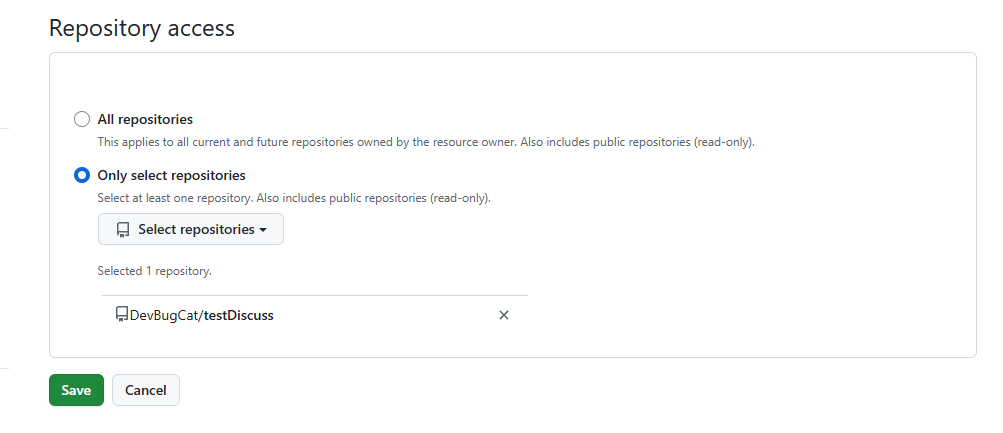 Repository access
All repositories
This applies to all current and future repositories owned by the resource owner. Also includes public repositories (read-only).
Only select repositories
Select at least one repository. Also includes public repositories (read-only).
Select repositories
Selected 1 repository.
DevBugCat/testDiscuss
Save Cancel